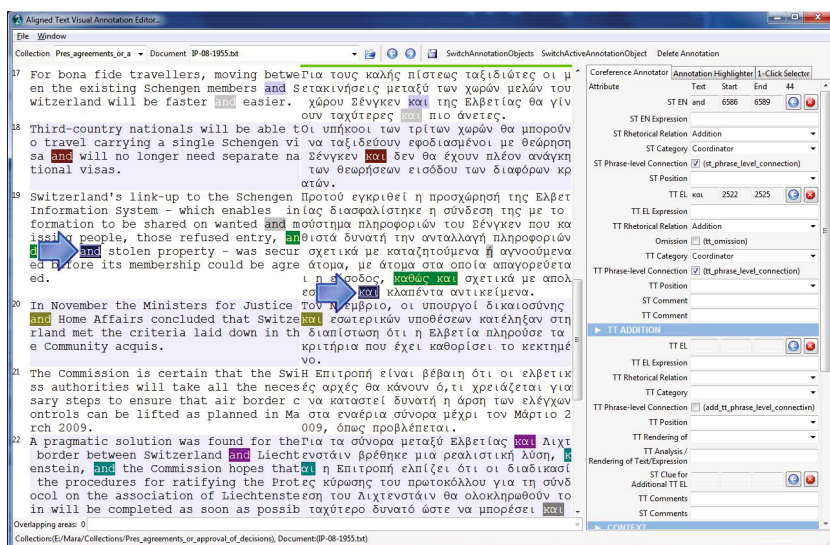 Aligned Text Visual Annotation Editor...
File Window
Collection Pres_agreements_or_a Document IP-08-1955.txt SwitchAnnotationObjects SwitchActiveAnnotationObject Delete Annotation
17 For bona fide travellers, moving betwe
en the existing Schengen members and S
witzerland will be faster and easier.
18 Third-country nationals will be able t
o travel carrying a single Schengen vi
sa and will no longer need separate na
tional visas.
19 Switzerland's link-up to the Schengen
Information System - which enables in
formation to be shared on wanted and m
issing people, those refused entry, an
d and stolen property - was secur
ed before its membership could be agre
ed.
20 In November the Ministers for Justice
and Home Affairs concluded that Switze
rland met the criteria laid down in th
e Community acquis.
21 The Commission is certain that the Swi
ss authorities will take all the neces
sary steps to ensure that air border c
ontrols can be lifted as planned in Ma
rch 2009.
22 A pragmatic solution was found for the
border between Switzerland and Liecht
enstein, and the Commission hopes that
the procedures for ratifying the Prot
ocol on the association of Liechtenste
in will be completed as soon as possib
Για τους καλής πίστεως ταξιδιώτες οι μ
ετακινήσεις μεταξύ των χωρών μελών του
χώρου Σένγκεν και της Ελβετίας θα γίν
ουν ταχύτερες και πιο άνετες.
Οι υπήκοοι των τρίτων χωρών θα μπορούν
να ταξιδεύουν εφοδιασμένοι με θεώρηση
Σένγκεν και δεν θα έχουν πλέον ανάγκη
των θεωρήσεων εισόδου των διαφόρων κρ
ατών.
Προτού εγκριθεί η προσχώρησή της Ελβετ
ίας διασφαλίστηκε η σύνδεση της με το
σύστημα πληροφοριών του Σένγκεν που κα
θιστά δυνατή την ανταλλαγή πληροφοριών
σχετικά με καταζητούμενα ή αγνοούμενα
άτομα, με άτομα στα οποία απαγορεύετα
ι η είσοδος, καθώς και σχετικά με απολ
εσ και κλαπέντα αντικείμενα.
Τον Νοέμβριο, οι υπουργοί δικαιοσύνης
και εσωτερικών υποθέσεων κατέληξαν στη
διαπίστωση ότι η Ελβετία πληρούσε τα
κριτήρια που έχει καθορίσει το κεκτημέ
νο.
Η Επιτροπή είναι βέβαιη ότι οι ελβετικ
ές αρχές θα κάνουν ό,τι χρειάζεται για
να καταστεί δυνατή η άρση των ελέγχων
στα εναέρια σύνορα μέχρι τον Μάρτιο 2
009, όπως προβλέπεται.
Για τα σύνορα μεταξύ Ελβετίας και Λιχτ
ενστάιν βρέθηκε μια ρεαλιστική λύση, κ
αι η Επιτροπή ελπίζει ότι οι διαδικασί
ες κύρωσης του πρωτοκόλλου για τη σύνδ
εση του Λιχτενστάιν θα ολοκληρωθούν το
ταχύτερο δυνατό ώστε να μπορέσει και
Coreference Annotator Annotation Highlighter 1-Click Selector
Attribute Text Start End 44
ST EN and 6586 6589
ST EN Expression
ST Rhetorical Relation Addition
ST Category Coordinator
ST Phrase-level Connection (st_phrase_level_connection)
ST Position
TT EL και 2522 2525
TT EL Expression
TT Rhetorical Relation Addition
Omission (tt_omission)
TT Category Coordinator
TT Phrase-level Connection (tt_phrase_level_connection)
TT Position
ST Comment
TT Comment
TT ADDITION
TT EL
TT EL Expression
TT Rhetorical Relation
TT Category
TT Phrase-level Connection (add_tt_phrase_level_connection)
TT Position
TT Rendering of
TT Analysis /
Rendering of Text/Expression
ST Clue for
Additional TT EL
TT Comments
ST Comments
CONTEXT
Overlapping areas: 0
Collection:(E:/Mara/Collections/Pres_agreements_or_approval_of_decisions), Document:(IP-08-1955.txt)